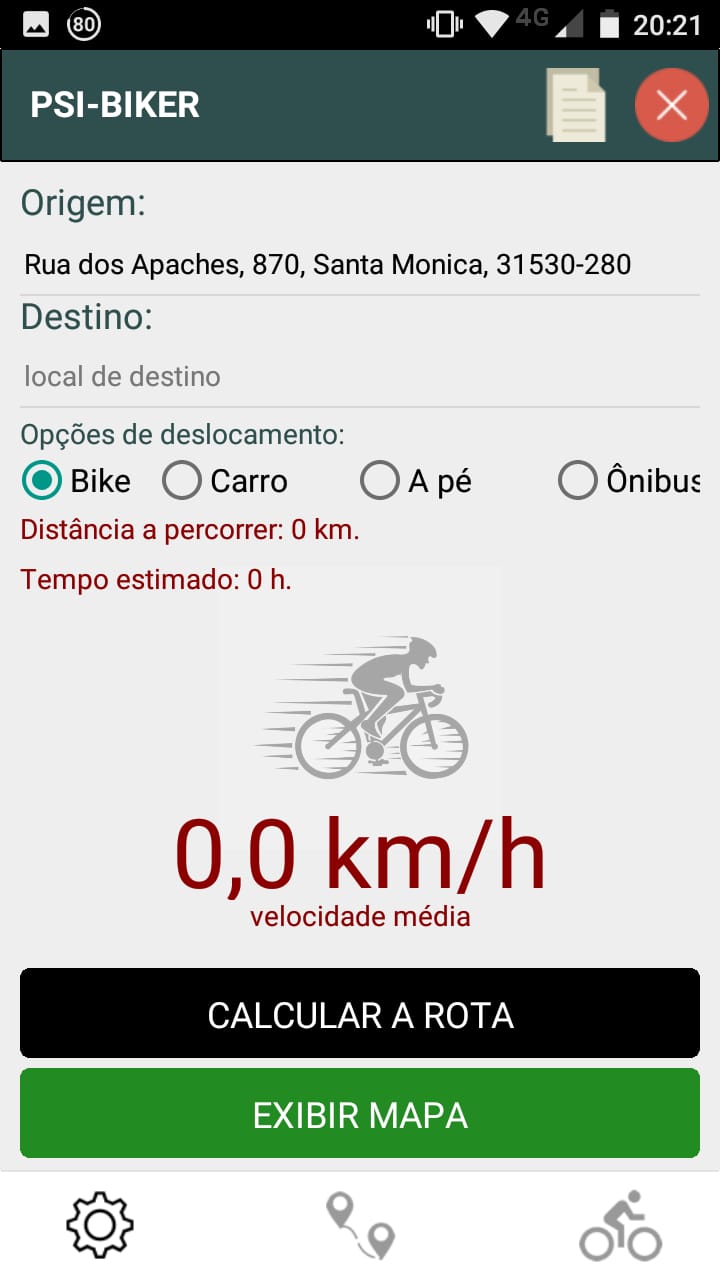 80 4G 20:21
PSI-BIKER
Origem:
Rua dos Apaches, 870, Santa Monica, 31530-280
Destino:
local de destino
Opções de deslocamento:
Bike Carro A pé Ônibus
Distância a percorrer: 0 km.
Tempo estimado: 0 h.
0,0 km/h
velocidade média
CALCULAR A ROTA
EXIBIR MAPA